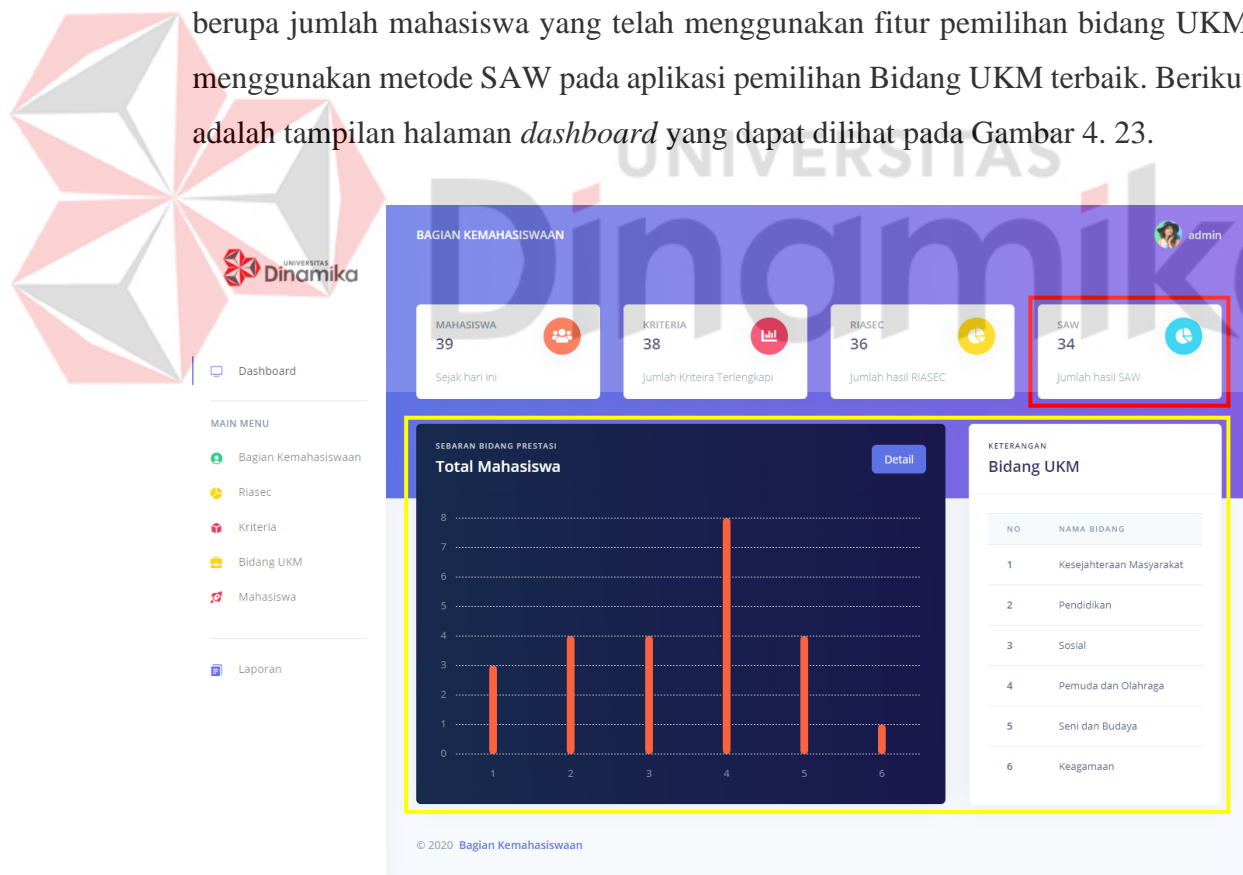 berupa jumlah mahasiswa yang telah menggunakan fitur pemilihan bidang UKM
menggunakan metode SAW pada aplikasi pemilihan Bidang UKM terbaik. Beriku
adalah tampilan halaman dashboard yang dapat dilihat pada Gambar 4. 23.
UNIVERSITAS
Dinamika
BAGIAN KEMAHASISWAAN
admin
UNIVERSITAS
Dinamika
MAHASISWA
39
Sejak hari ini
KRITERIA
38
Jumlah Kriteira Terlengkapi
RIASEC
36
Jumlah hasil RIASEC
SAW
34
Jumlah hasil SAW
Dashboard
MAIN MENU
Bagian Kemahasiswaan
Riasec
Kriteria
Bidang UKM
Mahasiswa
Laporan
SEBARAN BIDANG PRESTASI
Total Mahasiswa
Detail
8
7
6
5
4
3
2
1
0
1 2 3 4 5 6
KETERANGAN
Bidang UKM
NO NAMA BIDANG
1 Kesejahteraan Masyarakat
2 Pendidikan
3 Sosial
4 Pemuda dan Olahraga
5 Seni dan Budaya
6 Keagamaan
© 2020 Bagian Kemahasiswaan